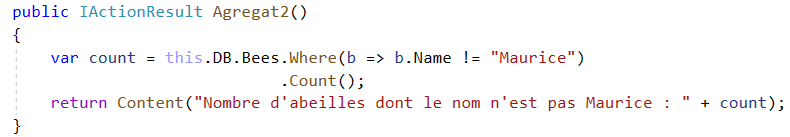 public IActionResult Agregat2()
{
var count = this.DB.Bees.Where(b => b.Name != "Maurice")
.Count();
return Content("Nombre d'abeilles dont le nom n'est pas Maurice : " + count);
}